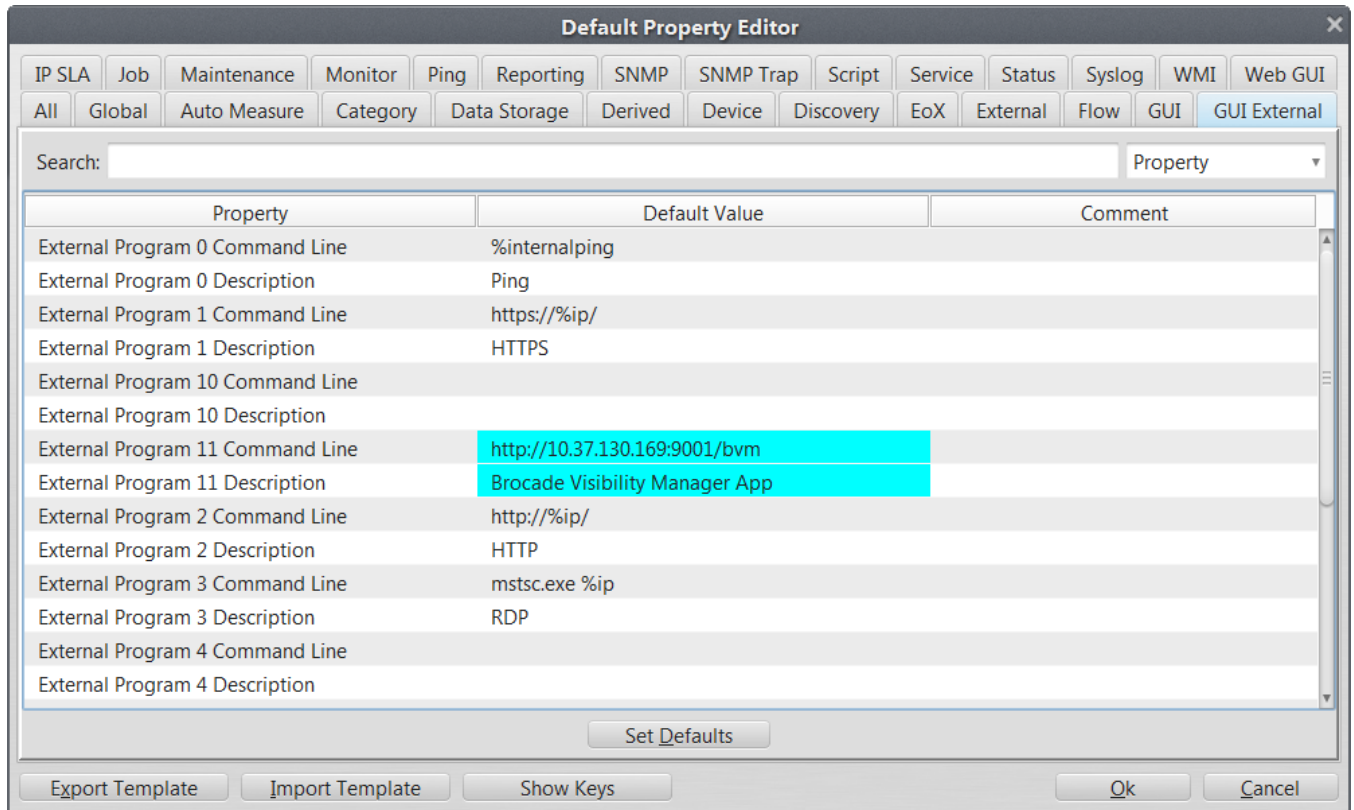 Default Property Editor
IP SLA Job Maintenance Monitor Ping Reporting SNMP SNMP Trap Script Service Status Syslog WMI Web GUI
All Global Auto Measure Category Data Storage Derived Device Discovery EoX External Flow GUI GUI External
Search: Property
Property Default Value Comment
External Program 0 Command Line %internalping
External Program 0 Description Ping
External Program 1 Command Line https://%ip/
External Program 1 Description HTTPS
External Program 10 Command Line
External Program 10 Description
External Program 11 Command Line http://10.37.130.169:9001/bvm
External Program 11 Description Brocade Visibility Manager App
External Program 2 Command Line http://%ip/
External Program 2 Description HTTP
External Program 3 Command Line mstsc.exe %ip
External Program 3 Description RDP
External Program 4 Command Line
External Program 4 Description
Set Defaults
Export Template Import Template Show Keys Ok Cancel